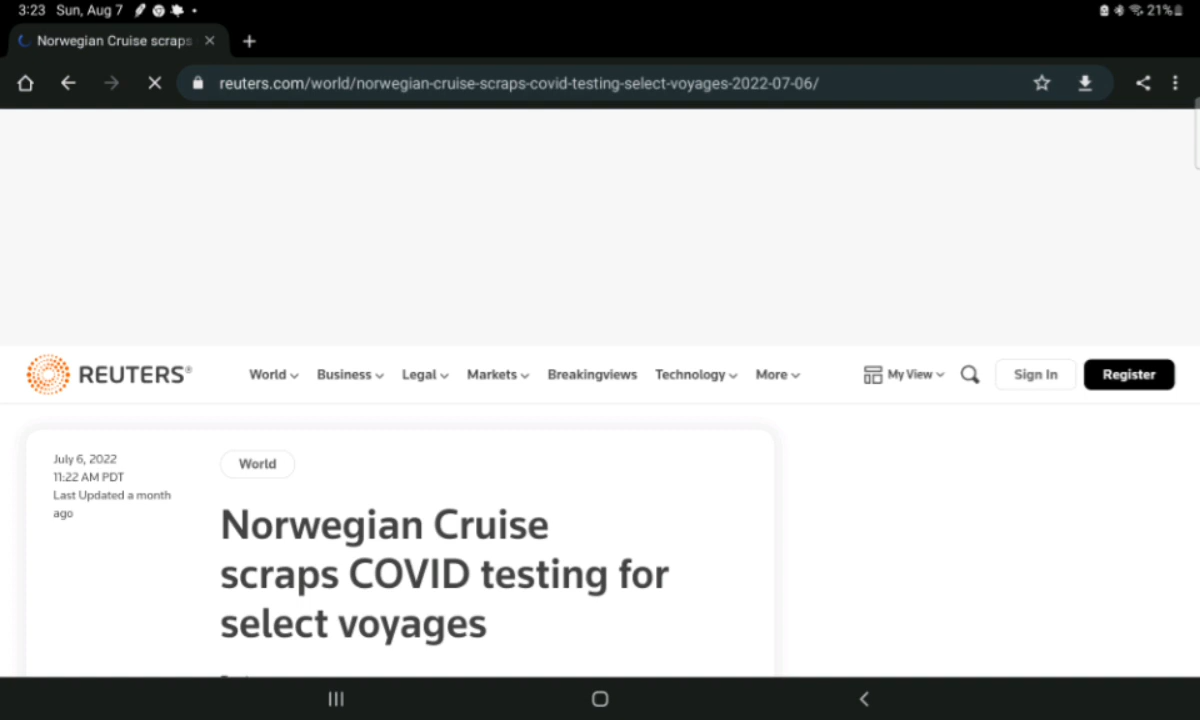 3:23 Sun, Aug 7 21%
Norwegian Cruise scraps
reuters.com/world/norwegian-cruise-scraps-covid-testing-select-voyages-2022-07-06/
REUTERS® World Business Legal Markets Breakingviews Technology More My View Sign In Register
July 6, 2022
11:22 AM PDT
Last Updated a month
ago
World
Norwegian Cruise
scraps COVID testing for
select voyages